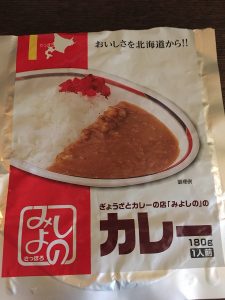 おいしさを北海道から!!
調理例
ぎょうざとカレーの店「みよしの」の
カレー
180g
1人前
みよしの
さっぽろ